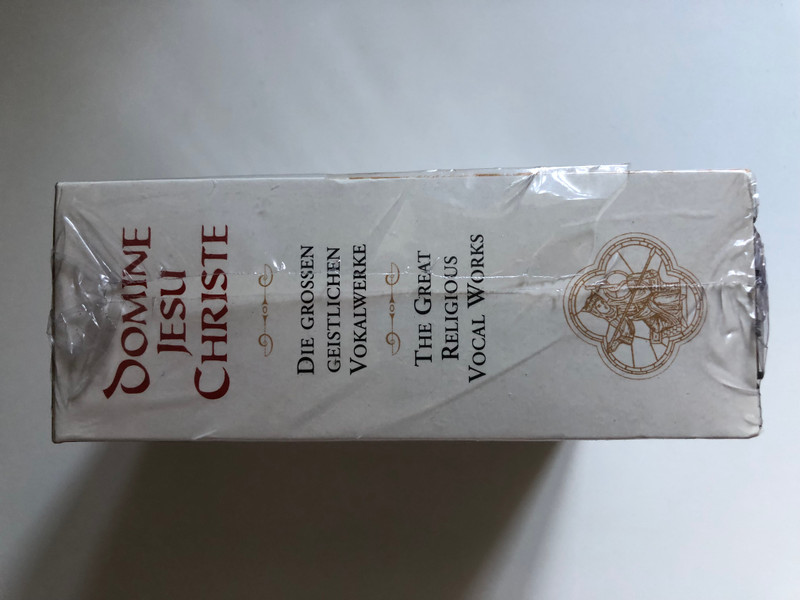 DOMINE
JESU
CHRISTE
DIE GROSSEN
GEISTLICHEN
VOKALWERKE
THE GREAT
RELIGIOUS
VOCAL WORKS